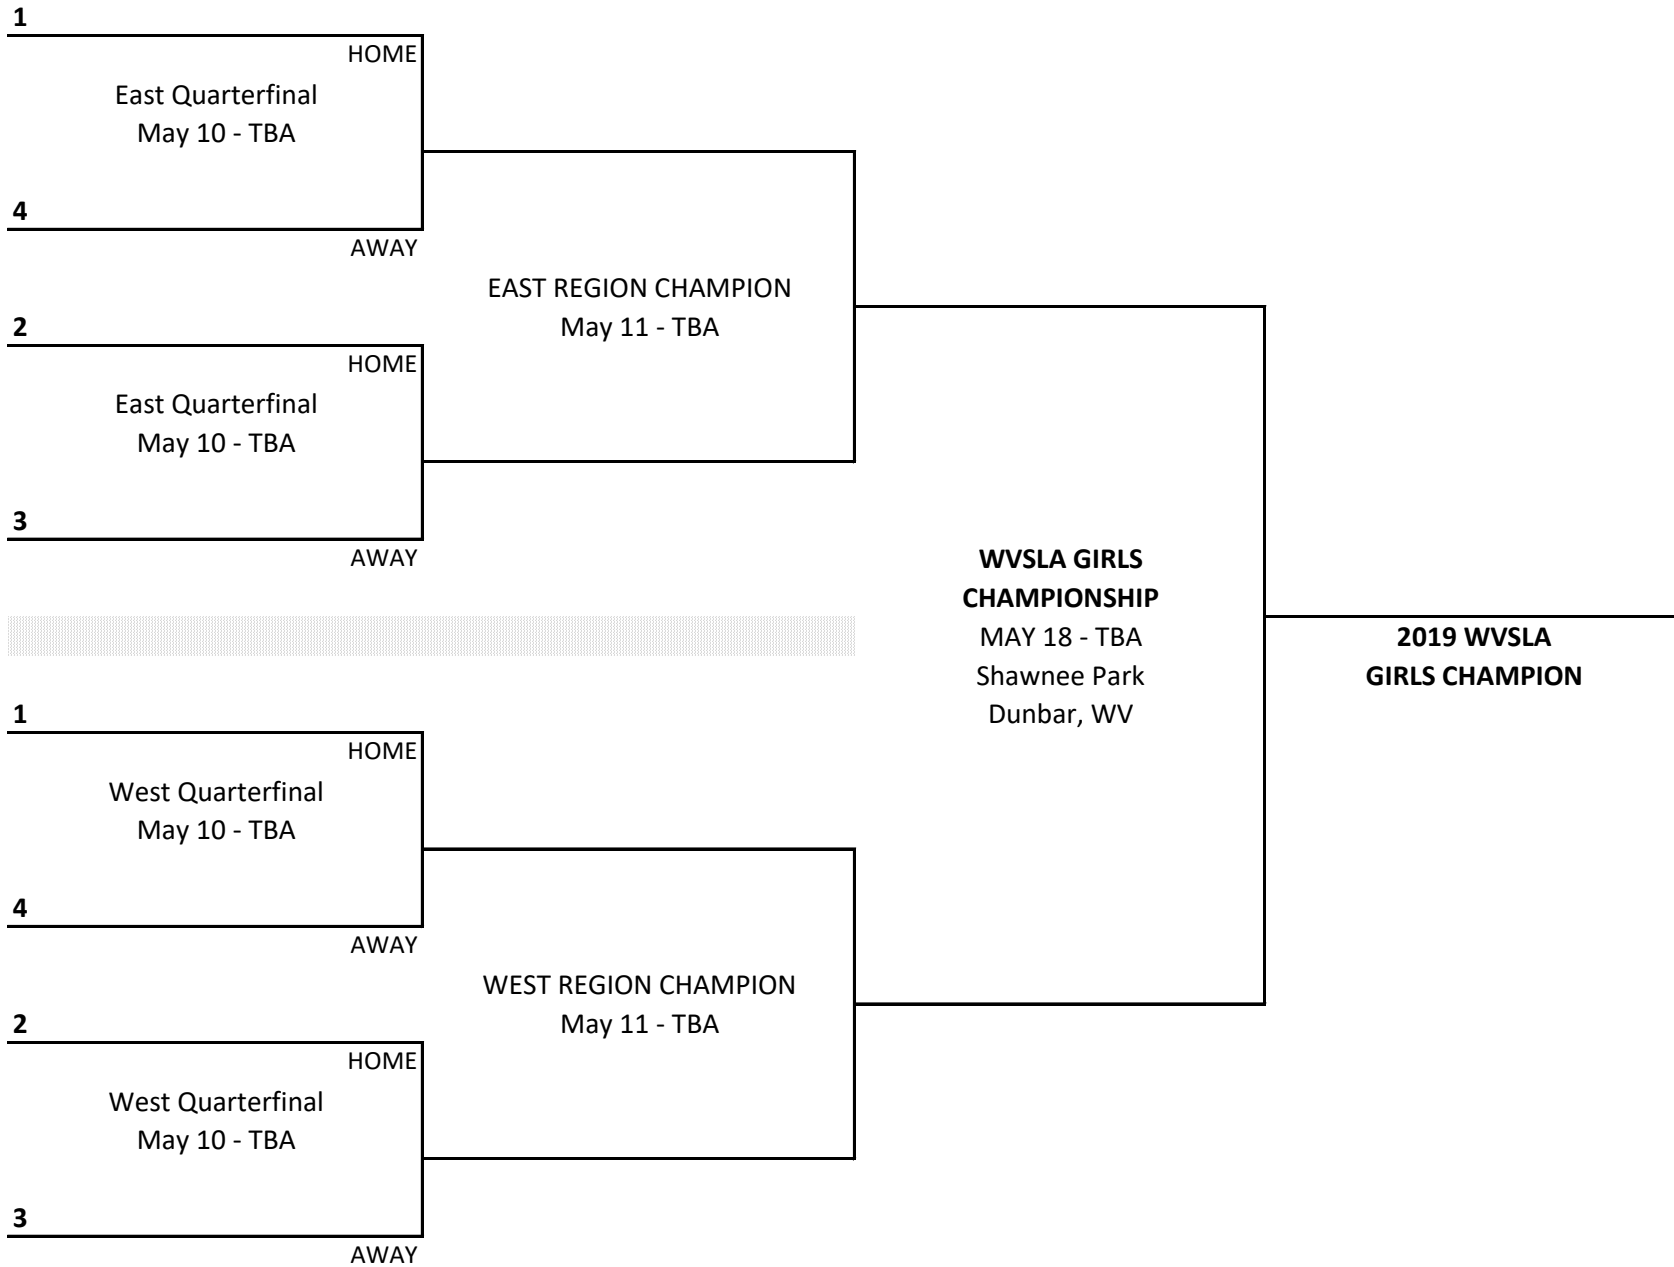 1
HOME
East Quarterfinal
May 10 - TBA
4
AWAY
EAST REGION CHAMPION
May 11 - TBA
2
HOME
East Quarterfinal
May 10 - TBA
3
AWAY
WVSLA GIRLS
CHAMPIONSHIP
MAY 18 - TBA
Shawnee Park
Dunbar, WV
2019 WVSLA
GIRLS CHAMPION
1
HOME
West Quarterfinal
May 10 - TBA
4
AWAY
WEST REGION CHAMPION
May 11 - TBA
2
HOME
West Quarterfinal
May 10 - TBA
3
AWAY